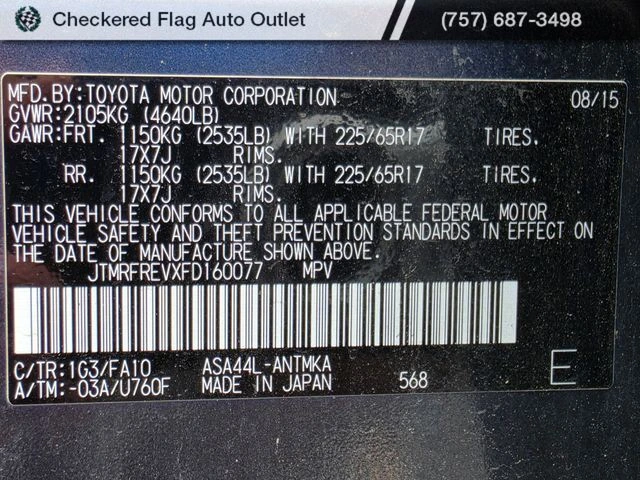 Checkered Flag Auto Outlet (757) 687-3498
MFD.BY:TOYOTA MOTOR CORPORATION 08/15
GVWR:2105KG (4640LB)
GAWR:FRT. 1150KG (2535LB) WITH 225/65R17 TIRES.
17X7J RIMS.
RR. 1150KG (2535LB) WITH 225/65R17 TIRES.
17X7J RIMS.
THIS VEHICLE CONFORMS TO ALL APPLICABLE FEDERAL MOTOR
VEHICLE SAFETY AND THEFT PREVENTION STANDARDS IN EFFECT ON
THE DATE OF MANUFACTURE SHOWN ABOVE.
JTMRFREVXFD160077 MPV
C/TR:1G3/FA10 ASA44L-ANTMKA
A/TM:-03A/U760F MADE IN JAPAN 568 E